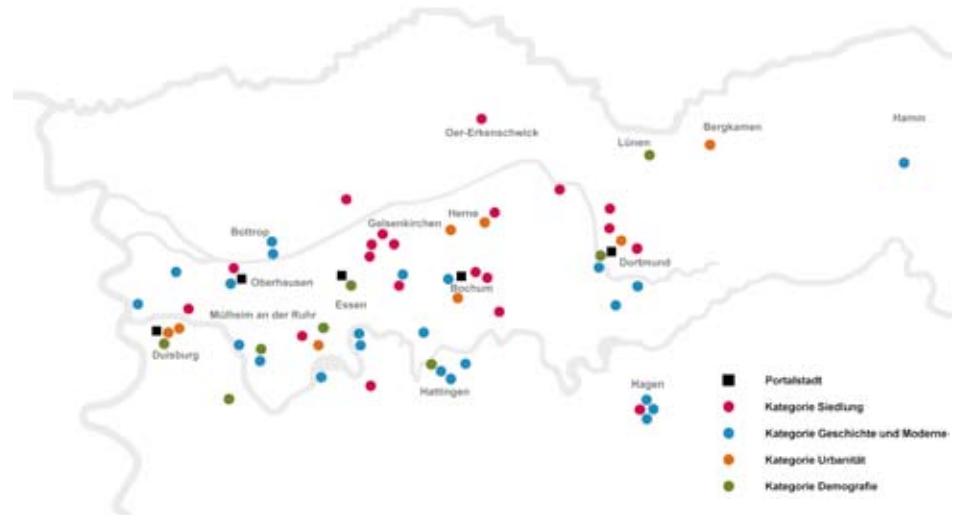 Oer-Erkenschwick
Lünen
Bergkamen
Hamm
Bottrop
Gelsenkirchen
Herne
Oberhausen
Essen
Bochum
Dortmund
Mülheim an der Ruhr
Duisburg
Hattingen
Hagen
Portalstadt
Kategorie Siedlung
Kategorie Geschichte und Moderne
Kategorie Urbanität
Kategorie Demografie